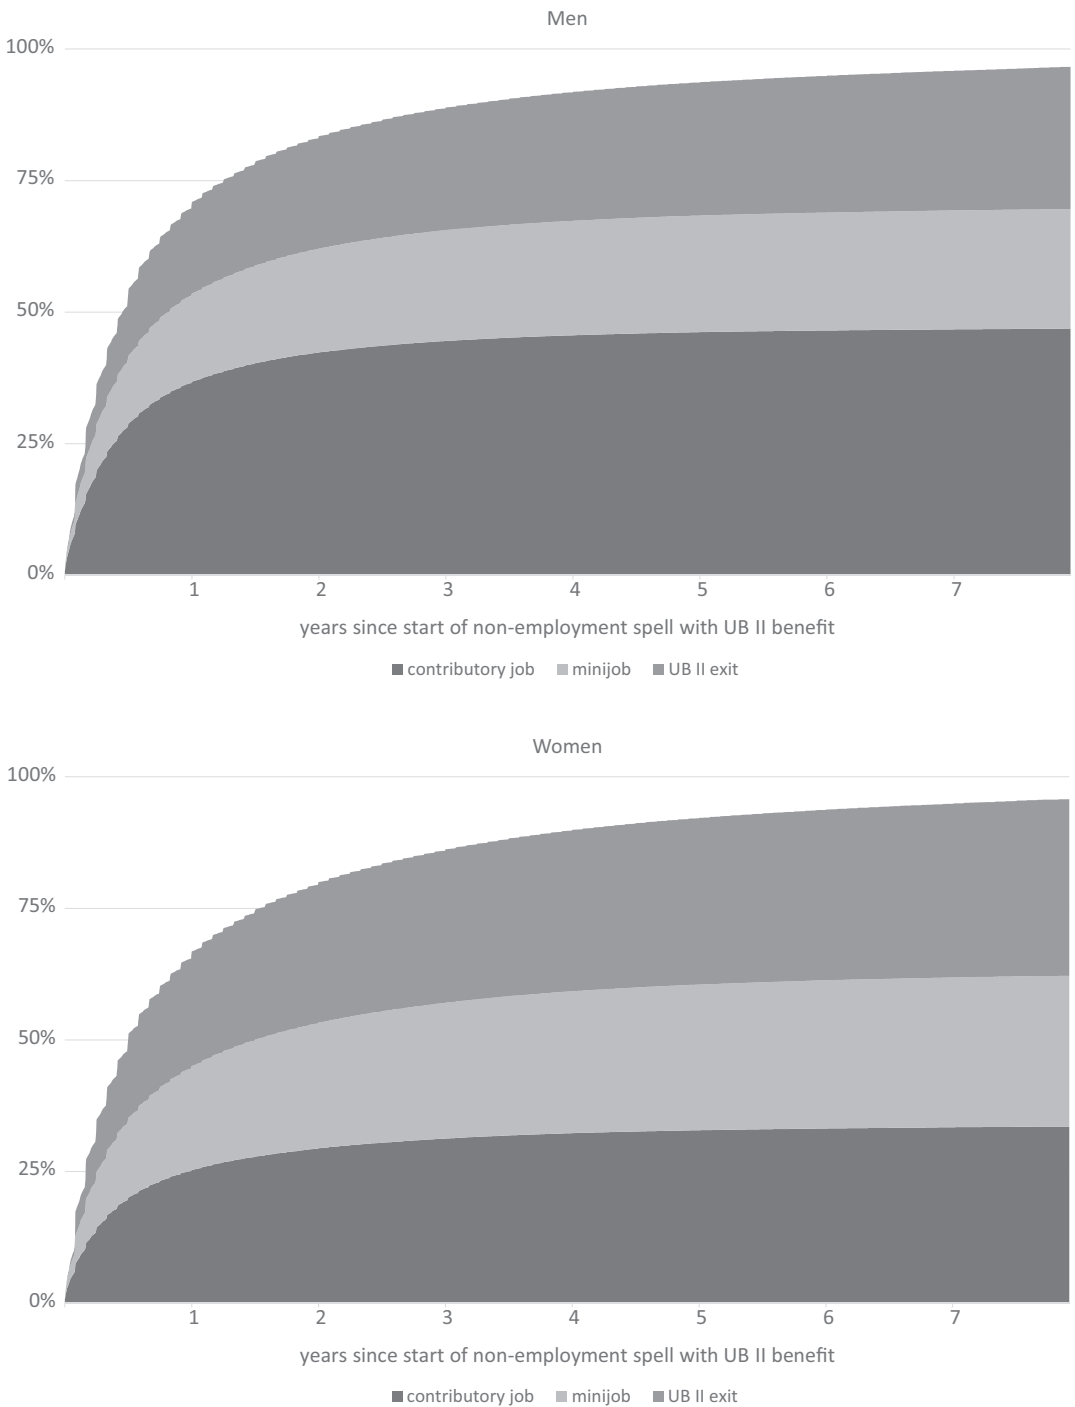 Men
100%
75%
50%
25%
0%
1 2 3 4 5 6 7
years since start of non-employment spell with UB II benefit
contributory job minijob UB II exit
Women
100%
75%
50%
25%
0%
1 2 3 4 5 6 7
years since start of non-employment spell with UB II benefit
contributory job minijob UB II exit